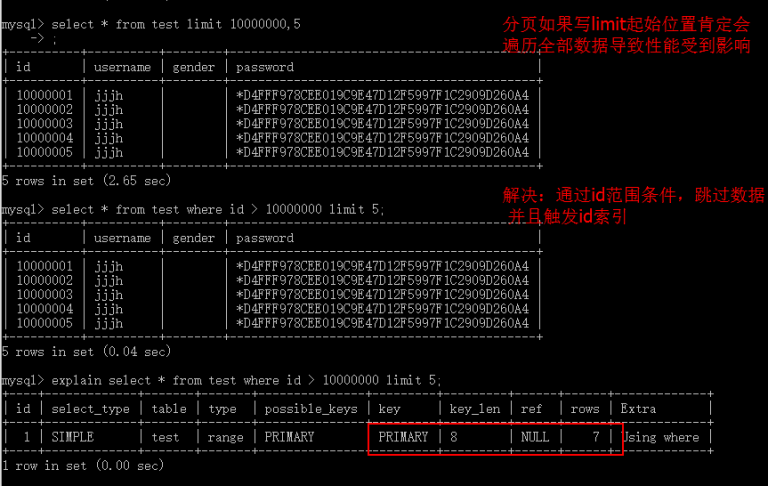 mysql> select * from test limit 10000000,5
    -> ;
分页如果写limit起始位置肯定会
遍历全部数据导致性能受到影响
| id | username | gender | password |
| 10000001 | jjjh | | *D4FFF978CEE019C9E47D12F5997F1C2909D260A4 |
| 10000002 | jjjh | | *D4FFF978CEE019C9E47D12F5997F1C2909D260A4 |
| 10000003 | jjjh | | *D4FFF978CEE019C9E47D12F5997F1C2909D260A4 |
| 10000004 | jjjh | | *D4FFF978CEE019C9E47D12F5997F1C2909D260A4 |
| 10000005 | jjjh | | *D4FFF978CEE019C9E47D12F5997F1C2909D260A4 |
5 rows in set (2.65 sec)
解决：通过id范围条件，跳过数据
并且触发id索引
mysql> select * from test where id > 10000000 limit 5;
| id | username | gender | password |
| 10000001 | jjjh | | *D4FFF978CEE019C9E47D12F5997F1C2909D260A4 |
| 10000002 | jjjh | | *D4FFF978CEE019C9E47D12F5997F1C2909D260A4 |
| 10000003 | jjjh | | *D4FFF978CEE019C9E47D12F5997F1C2909D260A4 |
| 10000004 | jjjh | | *D4FFF978CEE019C9E47D12F5997F1C2909D260A4 |
| 10000005 | jjjh | | *D4FFF978CEE019C9E47D12F5997F1C2909D260A4 |
5 rows in set (0.04 sec)
mysql> explain select * from test where id > 10000000 limit 5;
| id | select_type | table | type | possible_keys | key | key_len | ref | rows | Extra |
| 1 | SIMPLE | test | range | PRIMARY | PRIMARY | 8 | NULL | 7 | Using where |
1 row in set (0.00 sec)